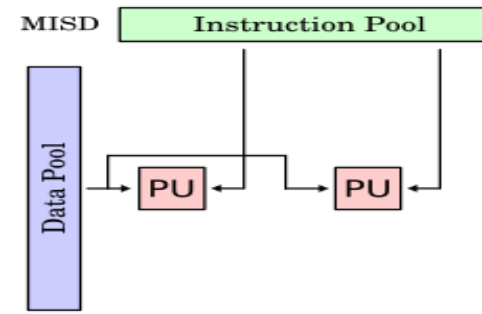 MISD
Instruction Pool
Data Pool
PU
PU